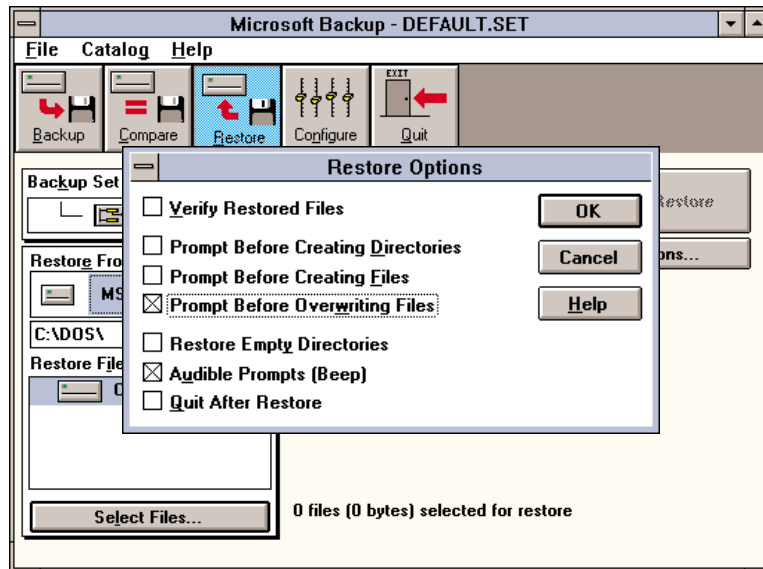 Microsoft Backup - DEFAULT.SET
File Catalog Help
EXIT
Backup Compare Restore Configure Quit
Restore Options
Backup Set
Verify Restored Files
OK
Restore
Prompt Before Creating Directories
Cancel
Prompt Before Creating Files
Prompt Before Overwriting Files
Help
C:\DOS\
Restore Empty Directories
Audible Prompts (Beep)
Quit After Restore
Select Files...
0 files (0 bytes) selected for restore